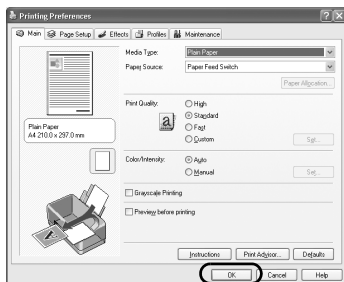 Printing Preferences
Main Page Setup Effects Profiles Maintenance
Media Type: Plain Paper
Paper Source: Paper Feed Switch
Paper Allocation...
Print Quality: High
Standard
Fast
Custom Set...
Plain Paper
A4 210.0 x 297.0 mm
Color/Intensity: Auto
Manual Set...
Grayscale Printing
Preview before printing
Instructions Print Advisor... Defaults
OK Cancel Help